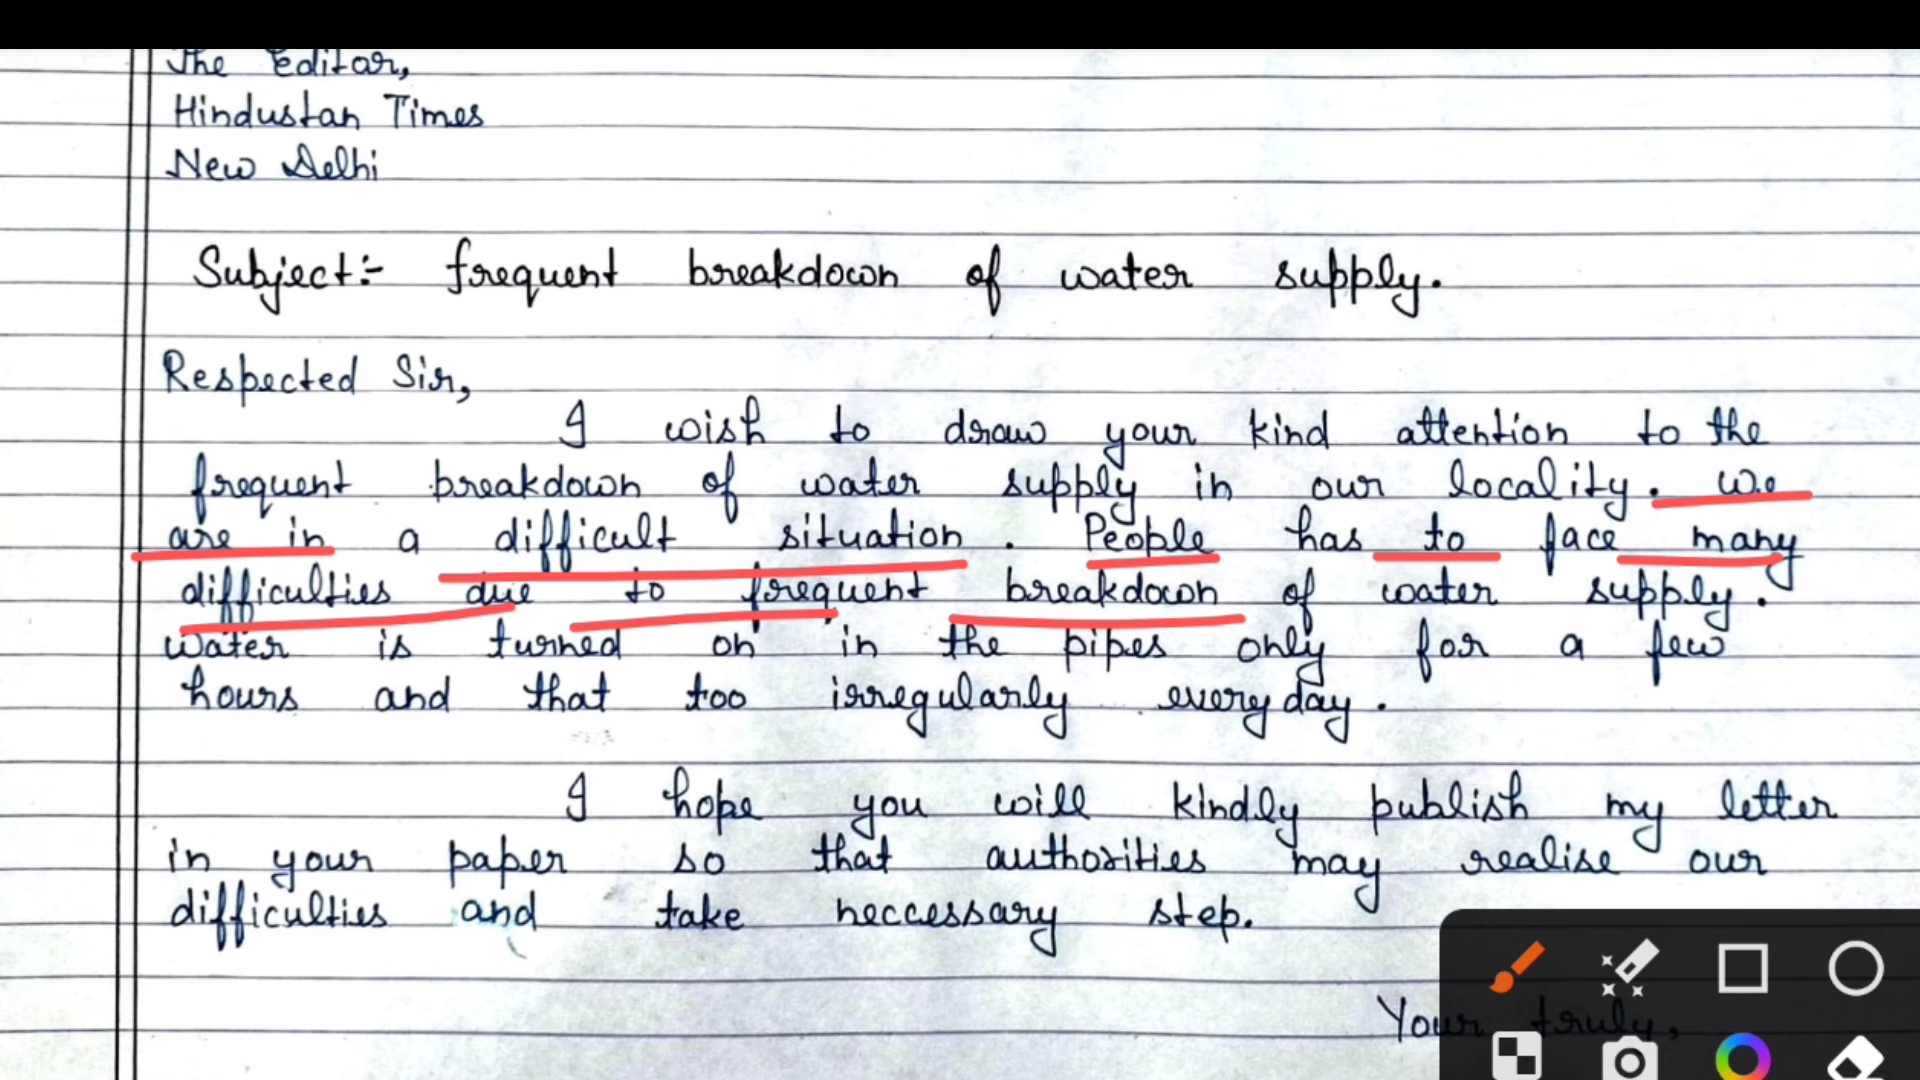 The Editor,
Hindustan Times
New Delhi
Subject:- frequent breakdown of water supply.
Respected Sir,
I wish to draw your kind attention to the
frequent breakdown of water supply in our locality. We
are in a difficult situation. People has to face many
difficulties due to frequent breakdown of water supply.
Water is turned on in the pipes only for a few
hours and that too irregularly everyday.
I hope you will kindly publish my letter
in your paper so that authorities may realise our
difficulties and take neccessary step.
Your truly,